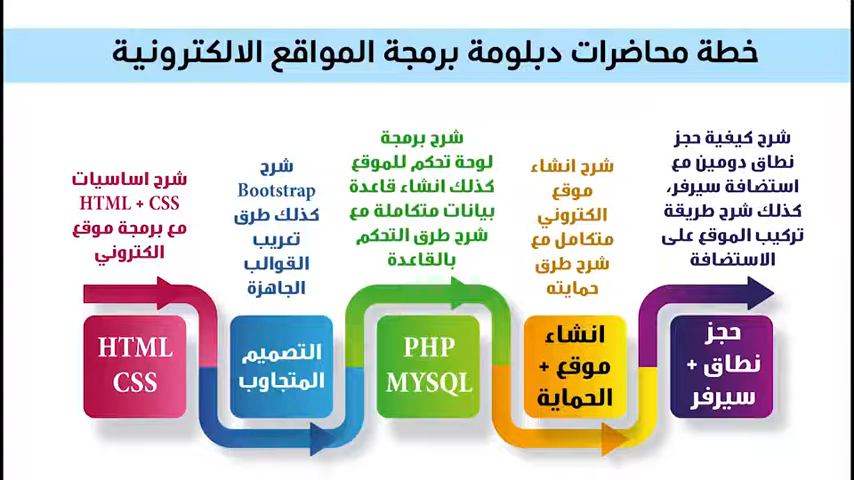 خطة محاضرات دبلومة برمجة المواقع الالكترونية
شرح اساسيات
HTML + CSS
مع برمجة موقع
الكتروني
HTML
CSS
شرح
Bootstrap
كذلك طرق
تعريب
القوالب
الجاهزة
التصميم
المتجاوب
شرح برمجة
لوحة تحكم للموقع
كذلك انشاء قاعدة
بيانات متكاملة مع
شرح طرق التحكم
بالقاعدة
PHP
MYSQL
شرح انشاء
موقع
الكتروني
متكامل مع
شرح طرق
حمايته
انشاء
موقع +
الحماية
شرح كيفية حجز
نطاق دومين مع
استضافة سيرفر،
كذلك شرح طريقة
تركيب الموقع على
الاستضافة
حجز
نطاق +
سيرفر